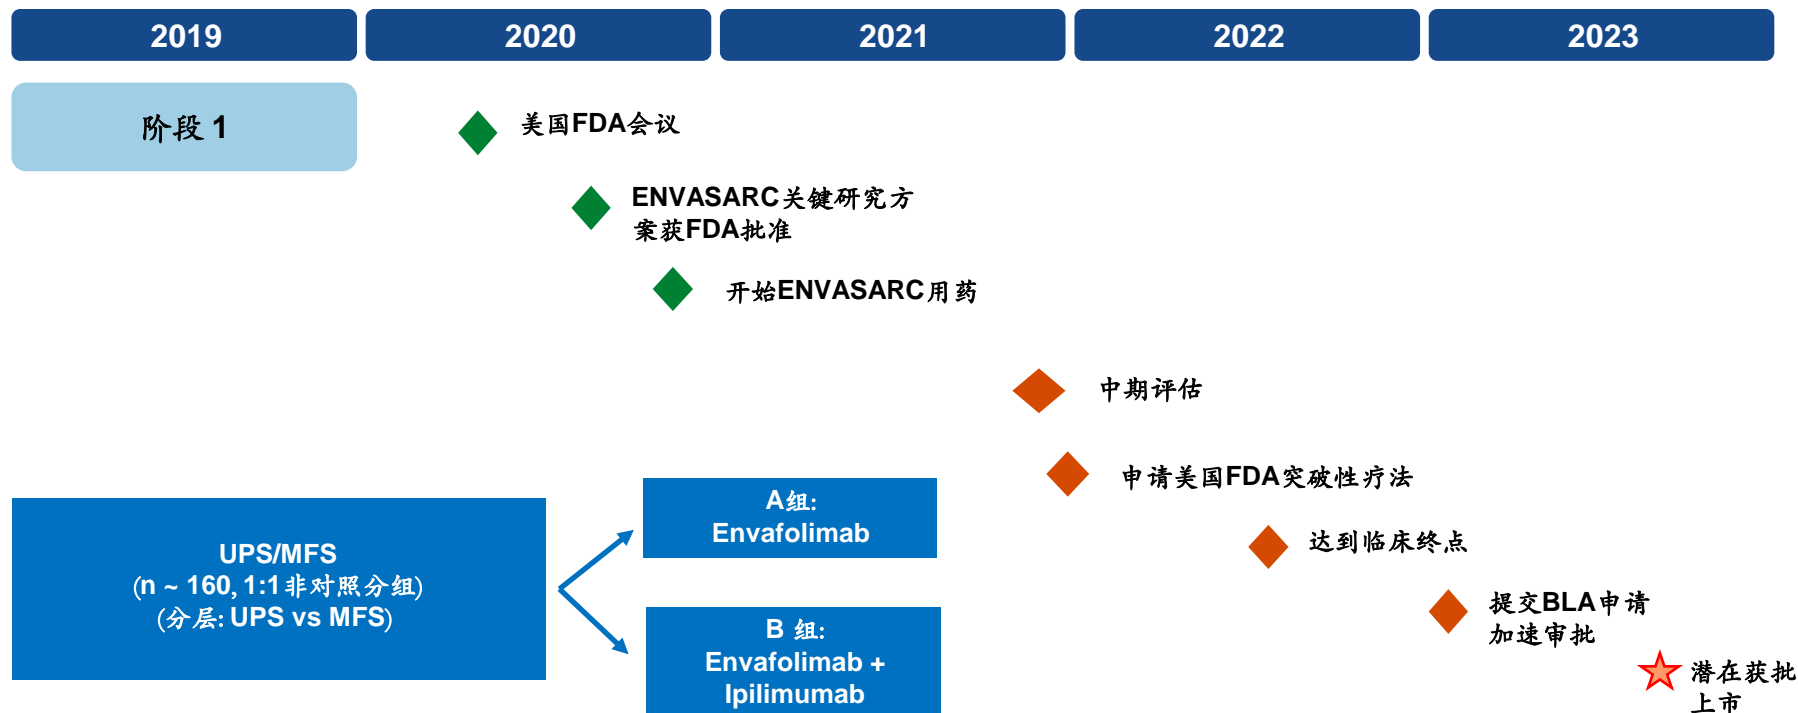 2019
2020
2021
2022
2023
阶段 1
美国FDA会议
ENVASARC关键研究方
案获FDA批准
开始ENVASARC用药
中期评估
申请美国FDA突破性疗法
达到临床终点
提交BLA申请
加速审批
潜在获批
上市
UPS/MFS
(n ~ 160, 1:1非对照分组)
(分层: UPS vs MFS)
A组:
Envafolimab
B 组:
Envafolimab +
Ipilimumab